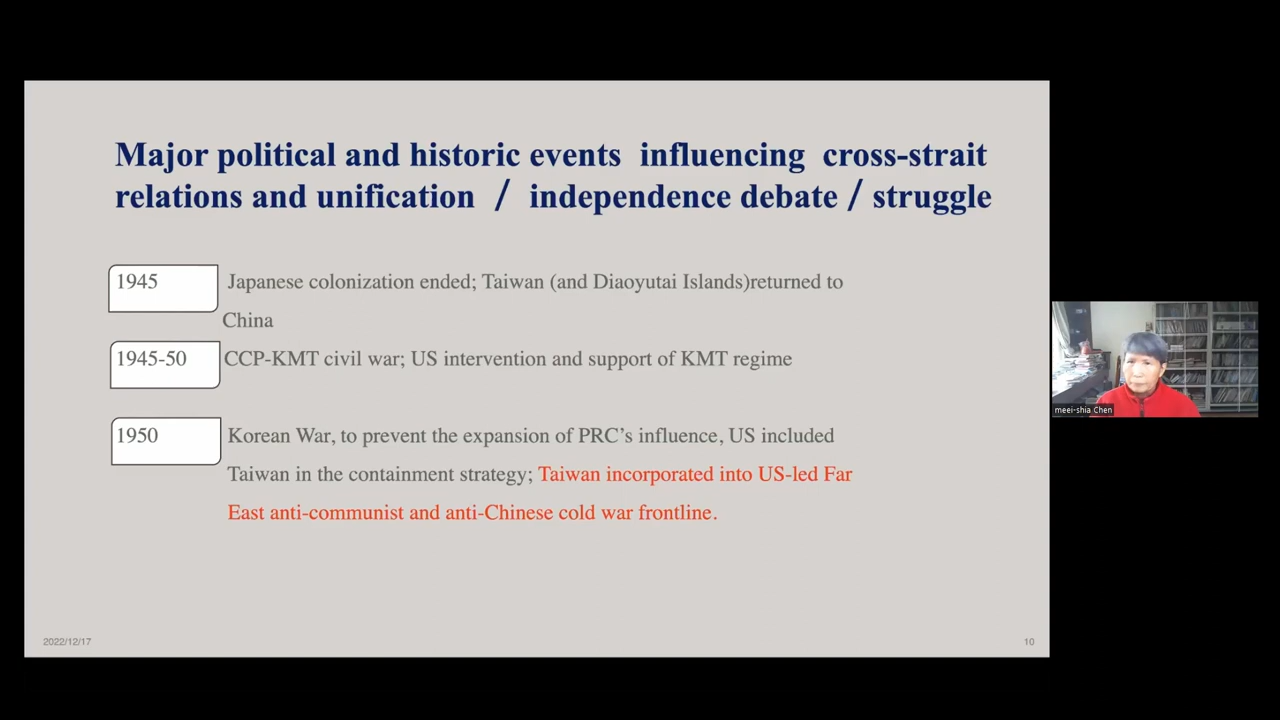 Major political and historic events influencing cross-strait
relations and unification / independence debate / struggle
1945
Japanese colonization ended; Taiwan (and Diaoyutai Islands)returned to
China
1945-50
CCP-KMT civil war; US intervention and support of KMT regime
1950
Korean War, to prevent the expansion of PRC’s influence, US included
Taiwan in the containment strategy; Taiwan incorporated into US-led Far
East anti-communist and anti-Chinese cold war frontline.
2022/12/17
10
meei-shia Chen